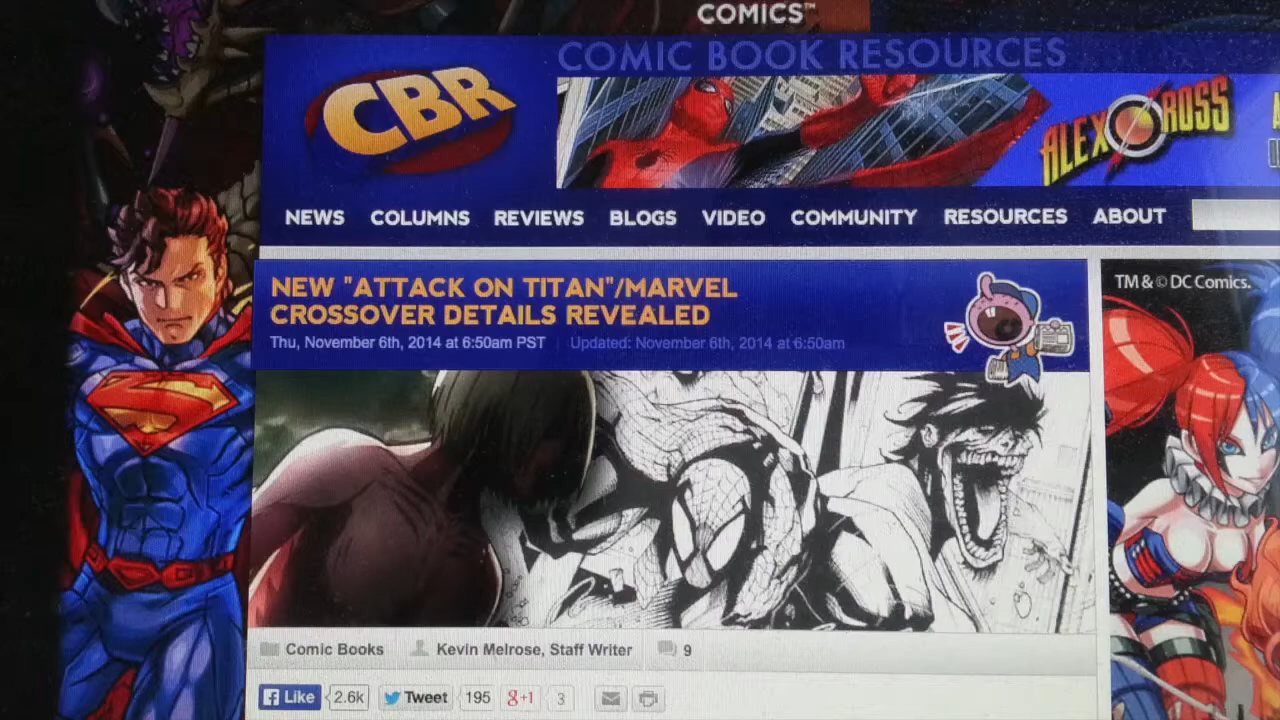 COMICS™
COMIC BOOK RESOURCES
CBR
ALEX ROSS
NEWS COLUMNS REVIEWS BLOGS VIDEO COMMUNITY RESOURCES ABOUT
NEW "ATTACK ON TITAN"/MARVEL
CROSSOVER DETAILS REVEALED
Thu, November 6th, 2014 at 6:50am PST | Updated: November 6th, 2014 at 6:50am
TM & © DC Comics.
Comic Books Kevin Melrose, Staff Writer 9
Like 2.6k Tweet 195 g+1 3